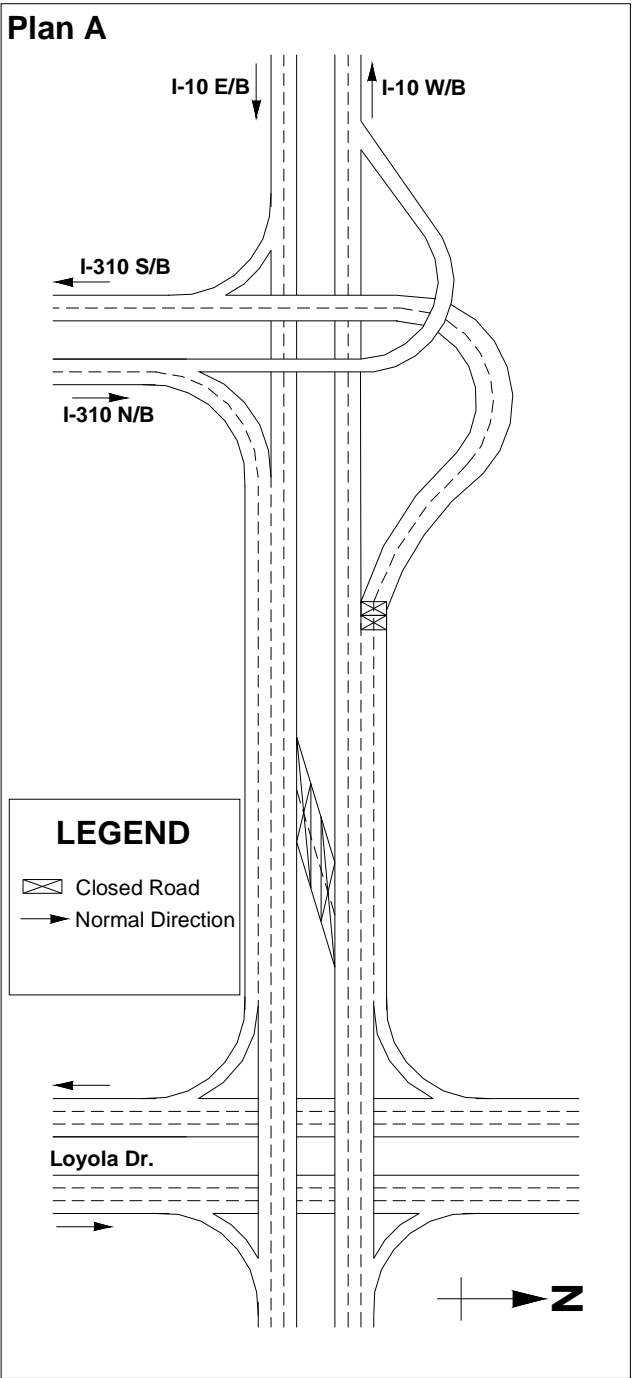 Plan A
I-10 E/B
I-10 W/B
I-310 S/B
I-310 N/B
LEGEND
Closed Road
Normal Direction
Loyola Dr.
N